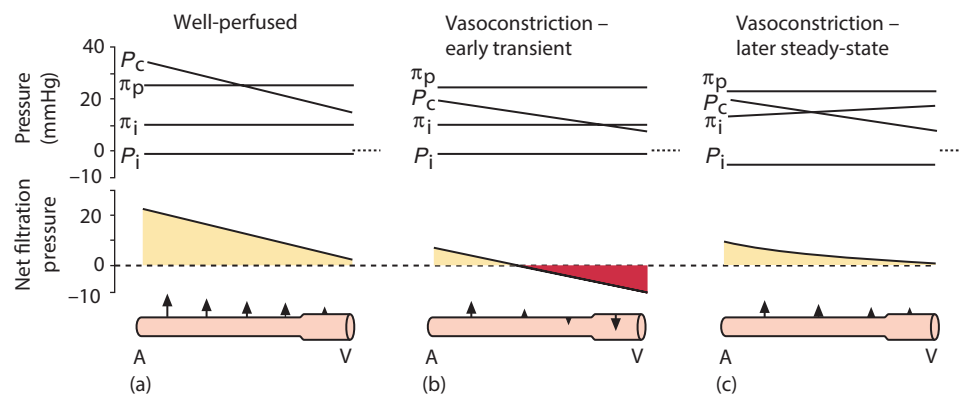 Well-perfused
Vasoconstriction –
early transient
Vasoconstriction –
later steady-state
Pressure
(mmHg)
40
20
0
–10
Pc
πp
πi
Pi
πp
Pc
πi
Pi
πp
Pc
πi
Pi
Net filtration
pressure
20
0
–10
A
V
A
V
A
V
(a)
(b)
(c)